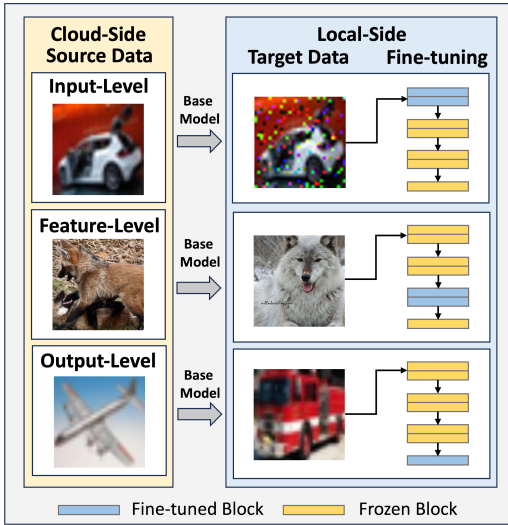 Cloud-Side
Source Data
Local-Side
Target Data Fine-tuning
Input-Level
Base
Model
Feature-Level
Base
Model
Output-Level
Base
Model
Fine-tuned Block
Frozen Block